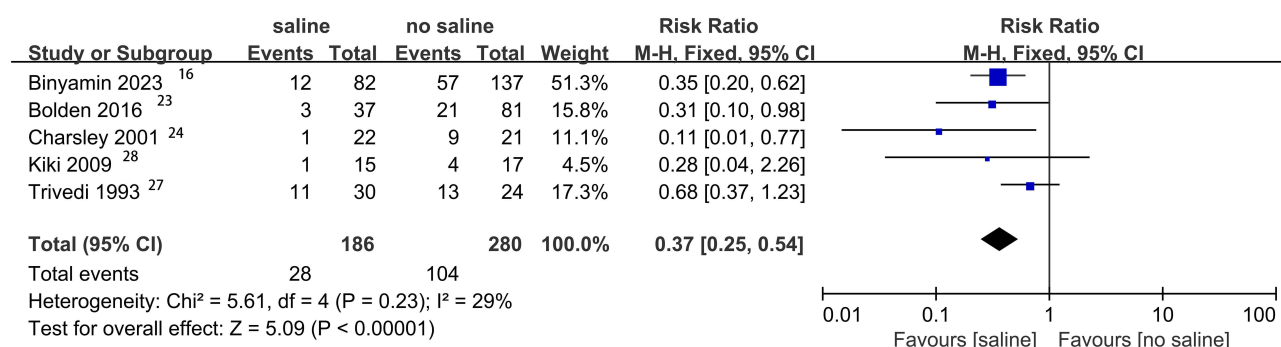 saline no saline Risk Ratio Risk Ratio
Study or Subgroup Events Total Events Total Weight M-H, Fixed, 95% CI M-H, Fixed, 95% CI
Binyamin 2023 16 12 82 57 137 51.3% 0.35 [0.20, 0.62]
Bolden 2016 23 3 37 21 81 15.8% 0.31 [0.10, 0.98]
Charsley 2001 24 1 22 9 21 11.1% 0.11 [0.01, 0.77]
Kiki 2009 28 1 15 4 17 4.5% 0.28 [0.04, 2.26]
Trivedi 1993 27 11 30 13 24 17.3% 0.68 [0.37, 1.23]
Total (95% CI) 186 280 100.0% 0.37 [0.25, 0.54]
Total events 28 104
Heterogeneity: Chi² = 5.61, df = 4 (P = 0.23); I² = 29%
Test for overall effect: Z = 5.09 (P < 0.00001)
0.01 0.1 1 10 100
Favours [saline] Favours [no saline]